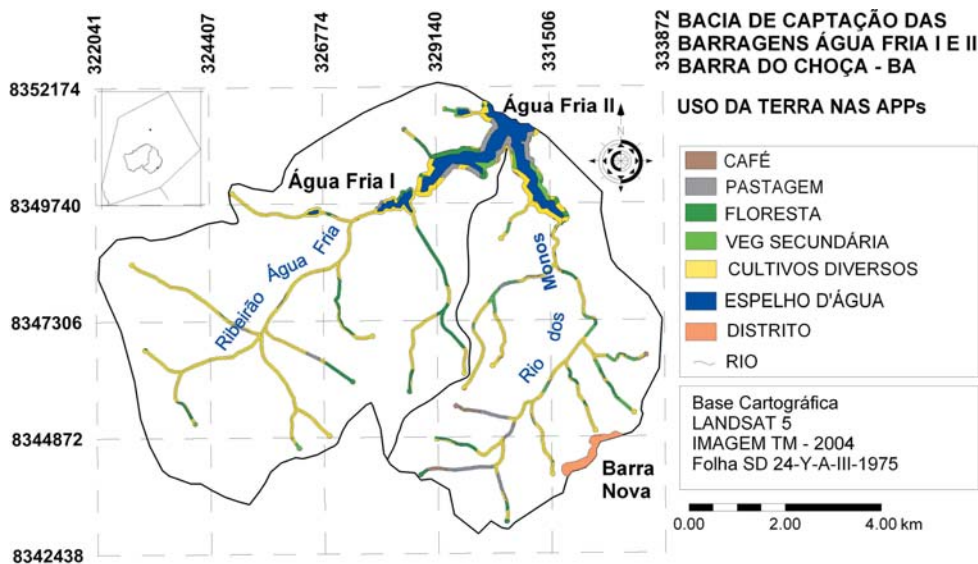 322041
324407
326774
329140
331506
333872
8352174
8349740
8347306
8344872
8342438
Água Fria II
Água Fria I
Ribeirão Água Fria
Rio dos Monos
Barra
Nova
N
BACIA DE CAPTAÇÃO DAS
BARRAGENS ÁGUA FRIA I E II
BARRA DO CHOÇA - BA
USO DA TERRA NAS APPs
CAFÉ
PASTAGEM
FLORESTA
VEG SECUNDÁRIA
CULTIVOS DIVERSOS
ESPELHO D'ÁGUA
DISTRITO
RIO
Base Cartográfica
LANDSAT 5
IMAGEM TM - 2004
Folha SD 24-Y-A-III-1975
0.00 2.00 4.00 km